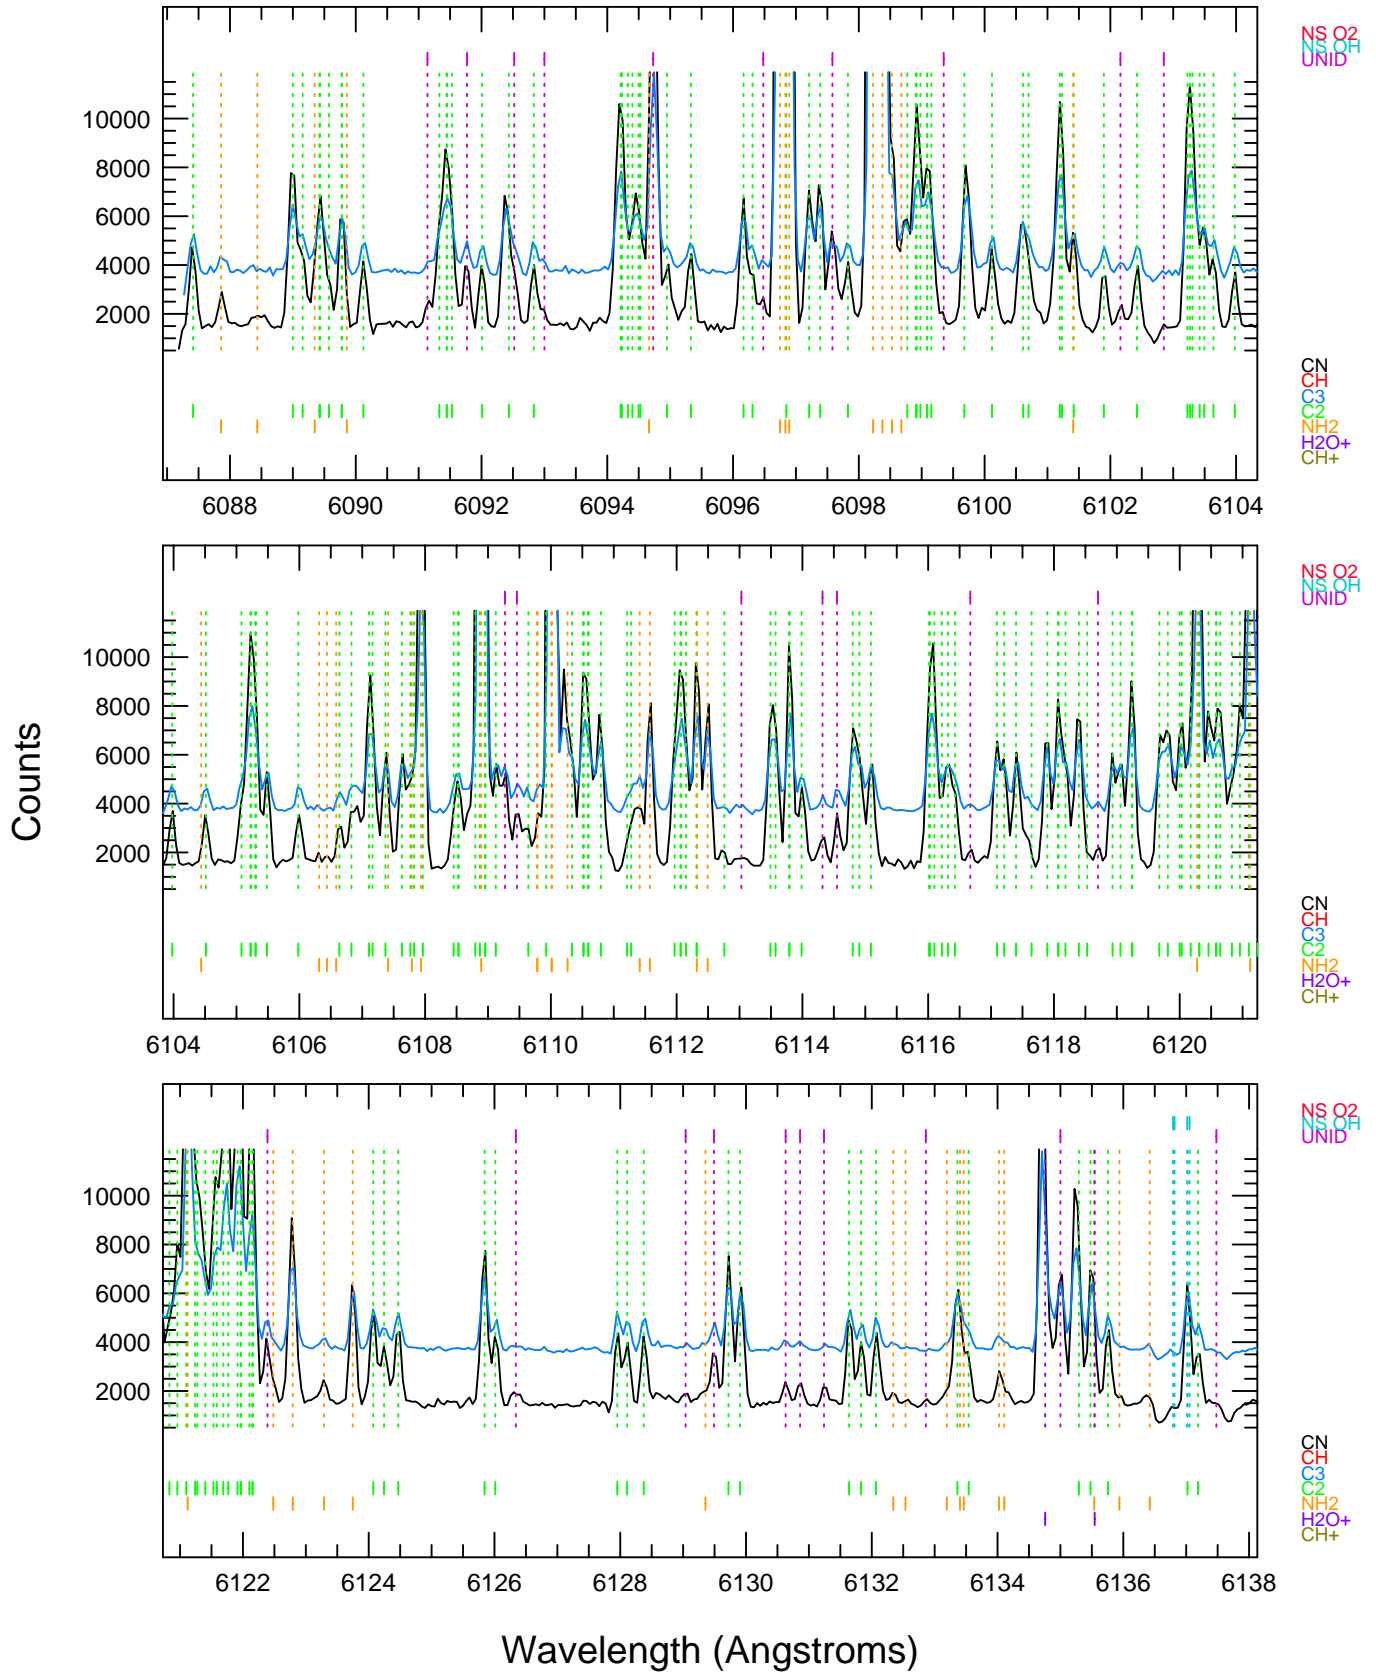 NS O2
NS OH
UNID
10000
8000
6000
4000
2000
CN
CH
C3
C2
NH2
H2O+
CH+
6088 6090 6092 6094 6096 6098 6100 6102 6104
NS O2
NS OH
UNID
10000
8000
6000
4000
2000
CN
CH
C3
C2
NH2
H2O+
CH+
6104 6106 6108 6110 6112 6114 6116 6118 6120
Counts
NS O2
NS OH
UNID
10000
8000
6000
4000
2000
CN
CH
C3
C2
NH2
H2O+
CH+
6122 6124 6126 6128 6130 6132 6134 6136 6138
Wavelength (Angstroms)